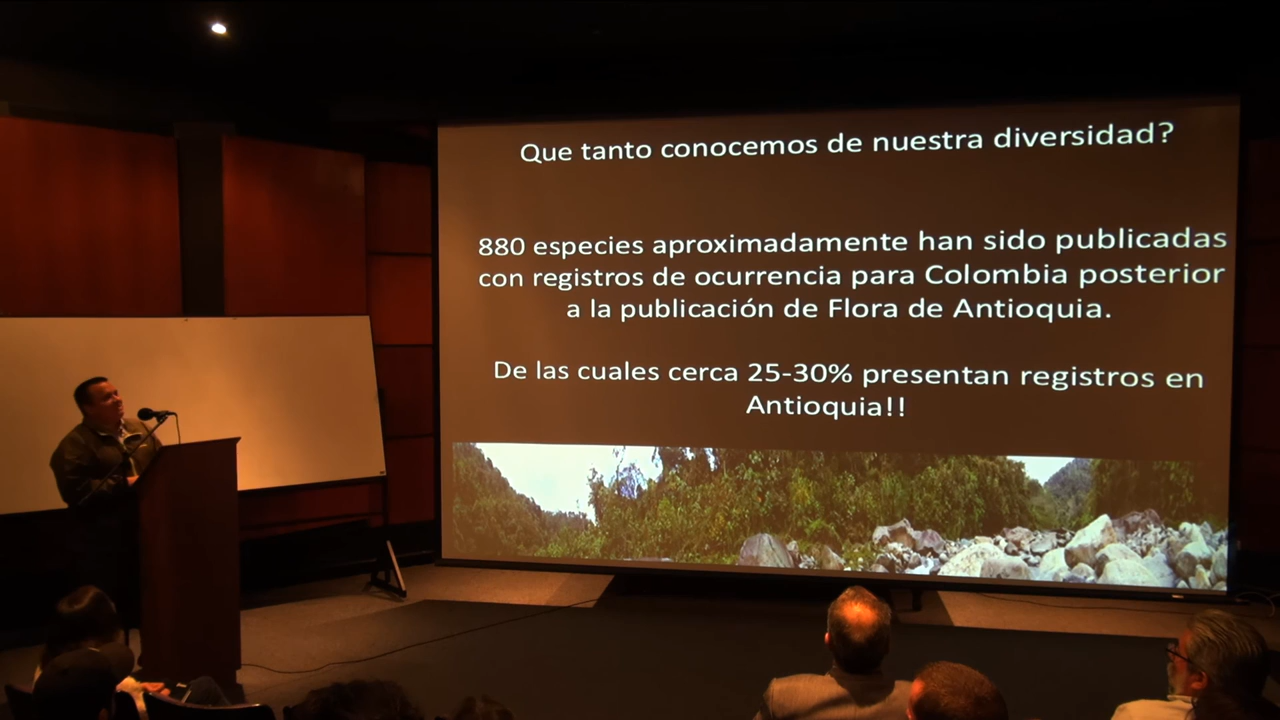 Que tanto conocemos de nuestra diversidad?
880 especies aproximadamente han sido publicadas
con registros de ocurrencia para Colombia posterior
a la publicación de Flora de Antioquia.
De las cuales cerca 25-30% presentan registros en
Antioquia!!